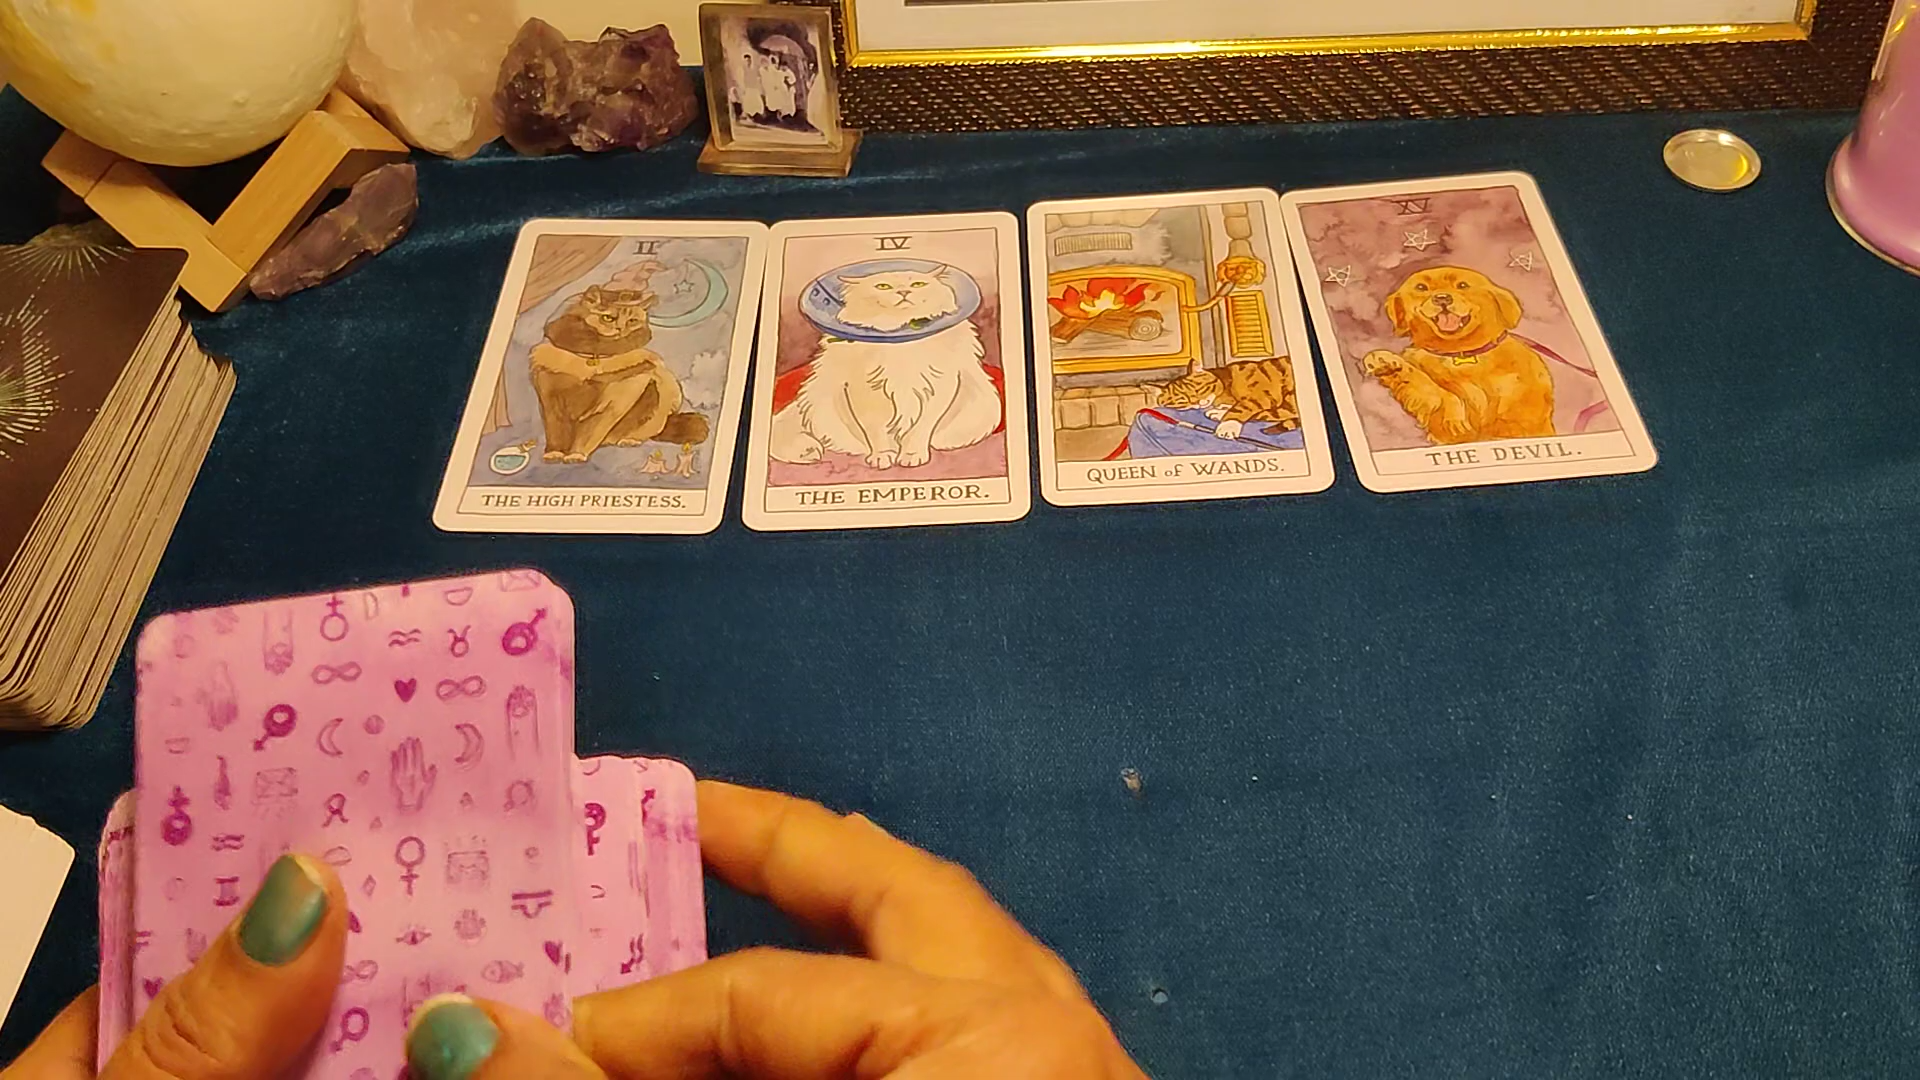 II
THE HIGH PRIESTESS.
IV
THE EMPEROR.
QUEEN OF WANDS.
XV
THE DEVIL.